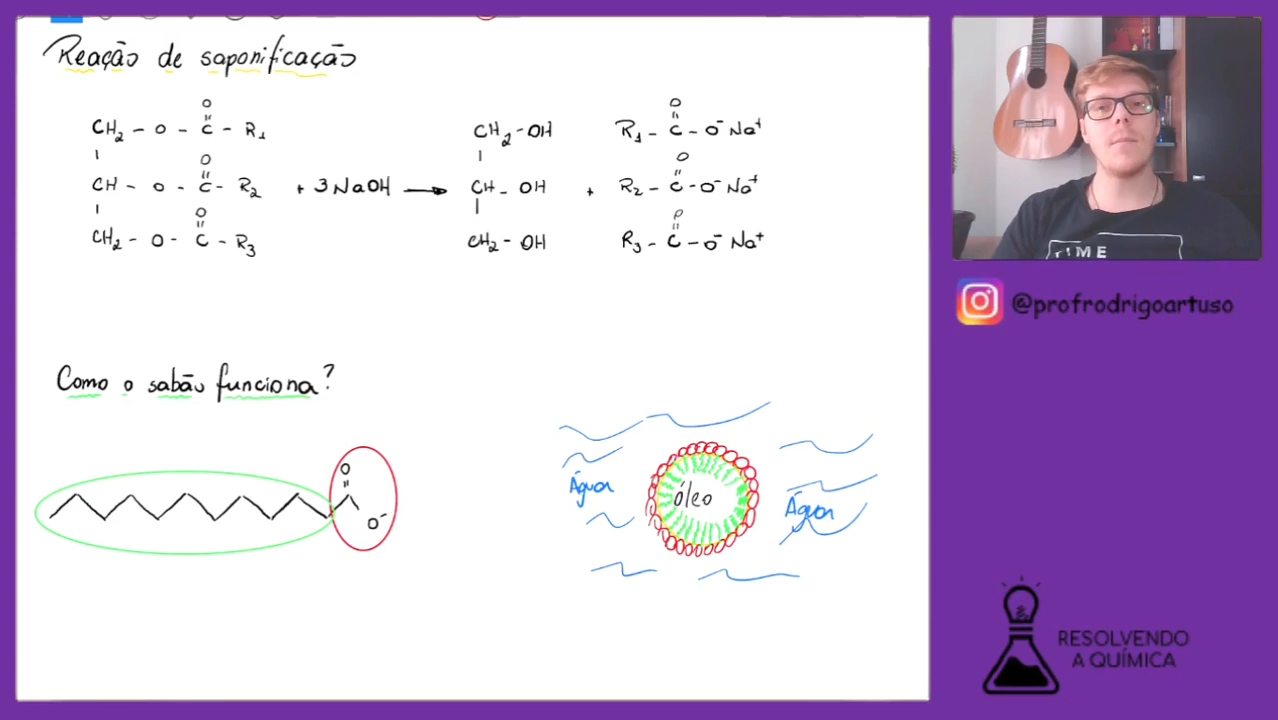 Reação de saponificação
CH2 - O - C - R1
O
CH - O - C - R2
O
CH2 - O - C - R3
O
+ 3 NaOH
CH2 - OH
CH - OH
CH2 - OH
+
O
R1 - C - O- Na+
O
R2 - C - O- Na+
O
R3 - C - O- Na+
Como o sabão funciona?
O
O-
Água
óleo
Água
TIME
@profrodrigoartuso
RESOLVENDO
A QUÍMICA